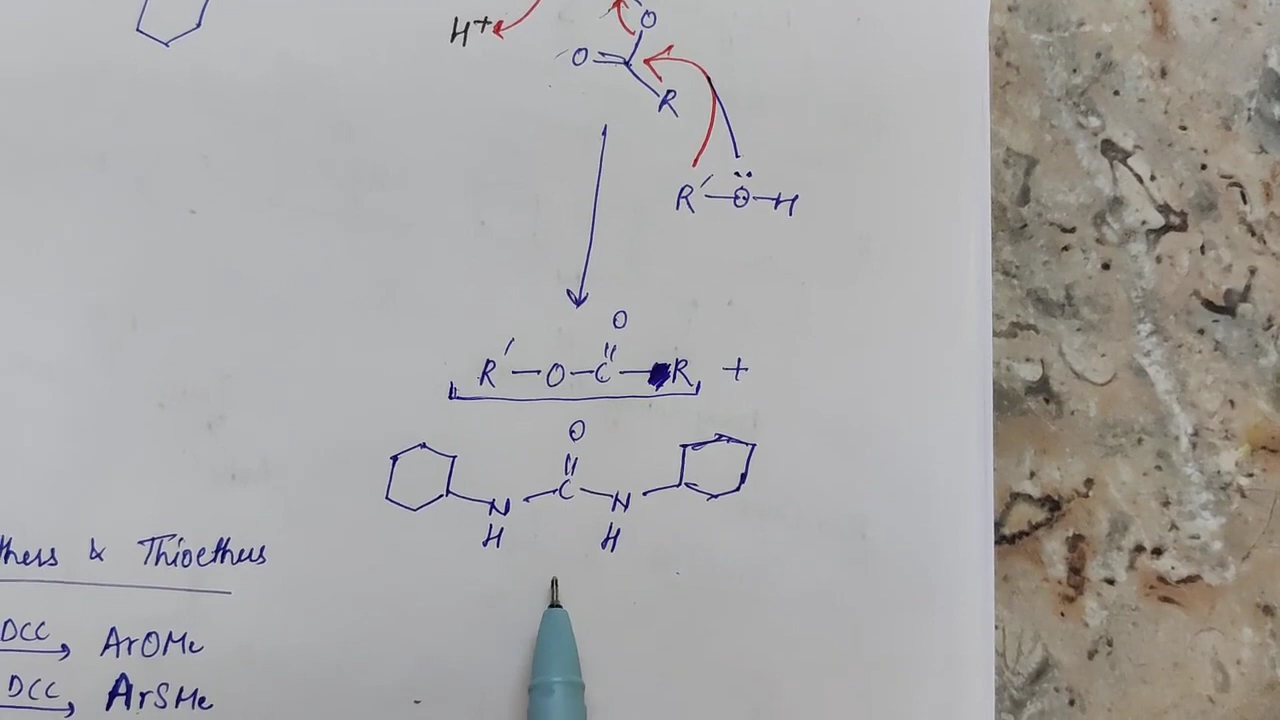 H⁺
O
O
R
R′—Ö—H
O
R′—O—C—R +
O
C
N N
H H
thers & Thioethers
DCC ArOMe
DCC ArSMe